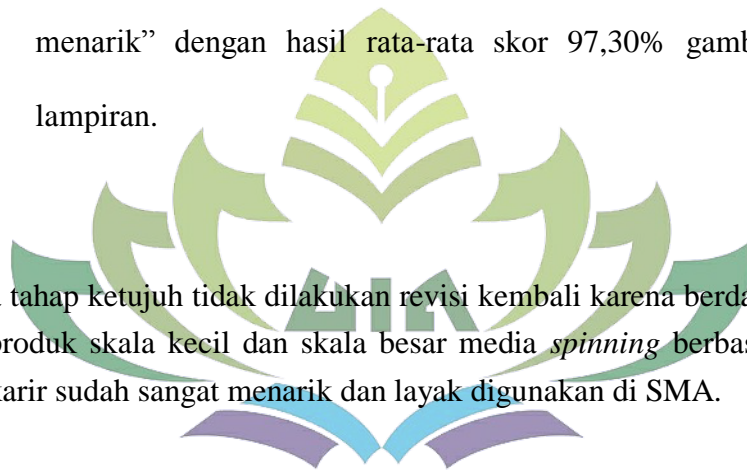 menarik” dengan hasil rata-rata skor 97,30% gamb
lampiran.
tahap ketujuh tidak dilakukan revisi kembali karena berda
produk skala kecil dan skala besar media spinning berbas
karir sudah sangat menarik dan layak digunakan di SMA.